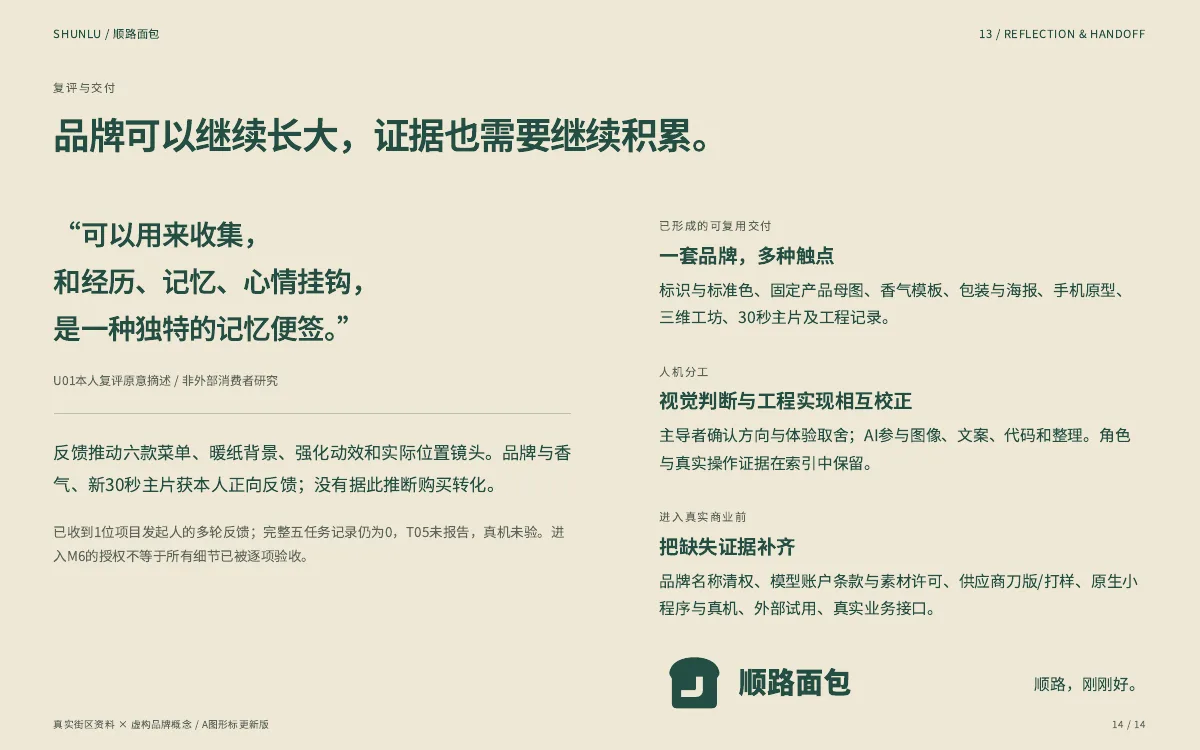 SHUNLU / 顺路面包
13 / REFLECTION & HANDOFF
复评与交付
品牌可以继续长大，证据也需要继续积累。
“可以用来收集，
和经历、记忆、心情挂钩，
是一种独特的记忆便签。”
U01本人复评原意摘述 / 非外部消费者研究
反馈推动六款菜单、暖纸背景、强化动效和实际位置镜头。品牌与香
气、新30秒主片获本人正向反馈；没有据此推断购买转化。
已收到1位项目发起人的多轮反馈；完整五任务记录仍为0，T05未报告，真机未验。进
入M6的授权不等于所有细节已被逐项验收。
已形成的可复用交付
一套品牌，多种触点
标识与标准色、固定产品母图、香气模板、包装与海报、手机原型、
三维工坊、30秒主片及工程记录。
人机分工
视觉判断与工程实现相互校正
主导者确认方向与体验取舍；AI参与图像、文案、代码和整理。角色
与真实操作证据在索引中保留。
进入真实商业前
把缺失证据补齐
品牌名称清权、模型账户条款与素材许可、供应商刀版/打样、原生小
程序与真机、外部试用、真实业务接口。
顺路面包
顺路，刚刚好。
真实街区资料 × 虚构品牌概念 / A图形标更新版
14 / 14